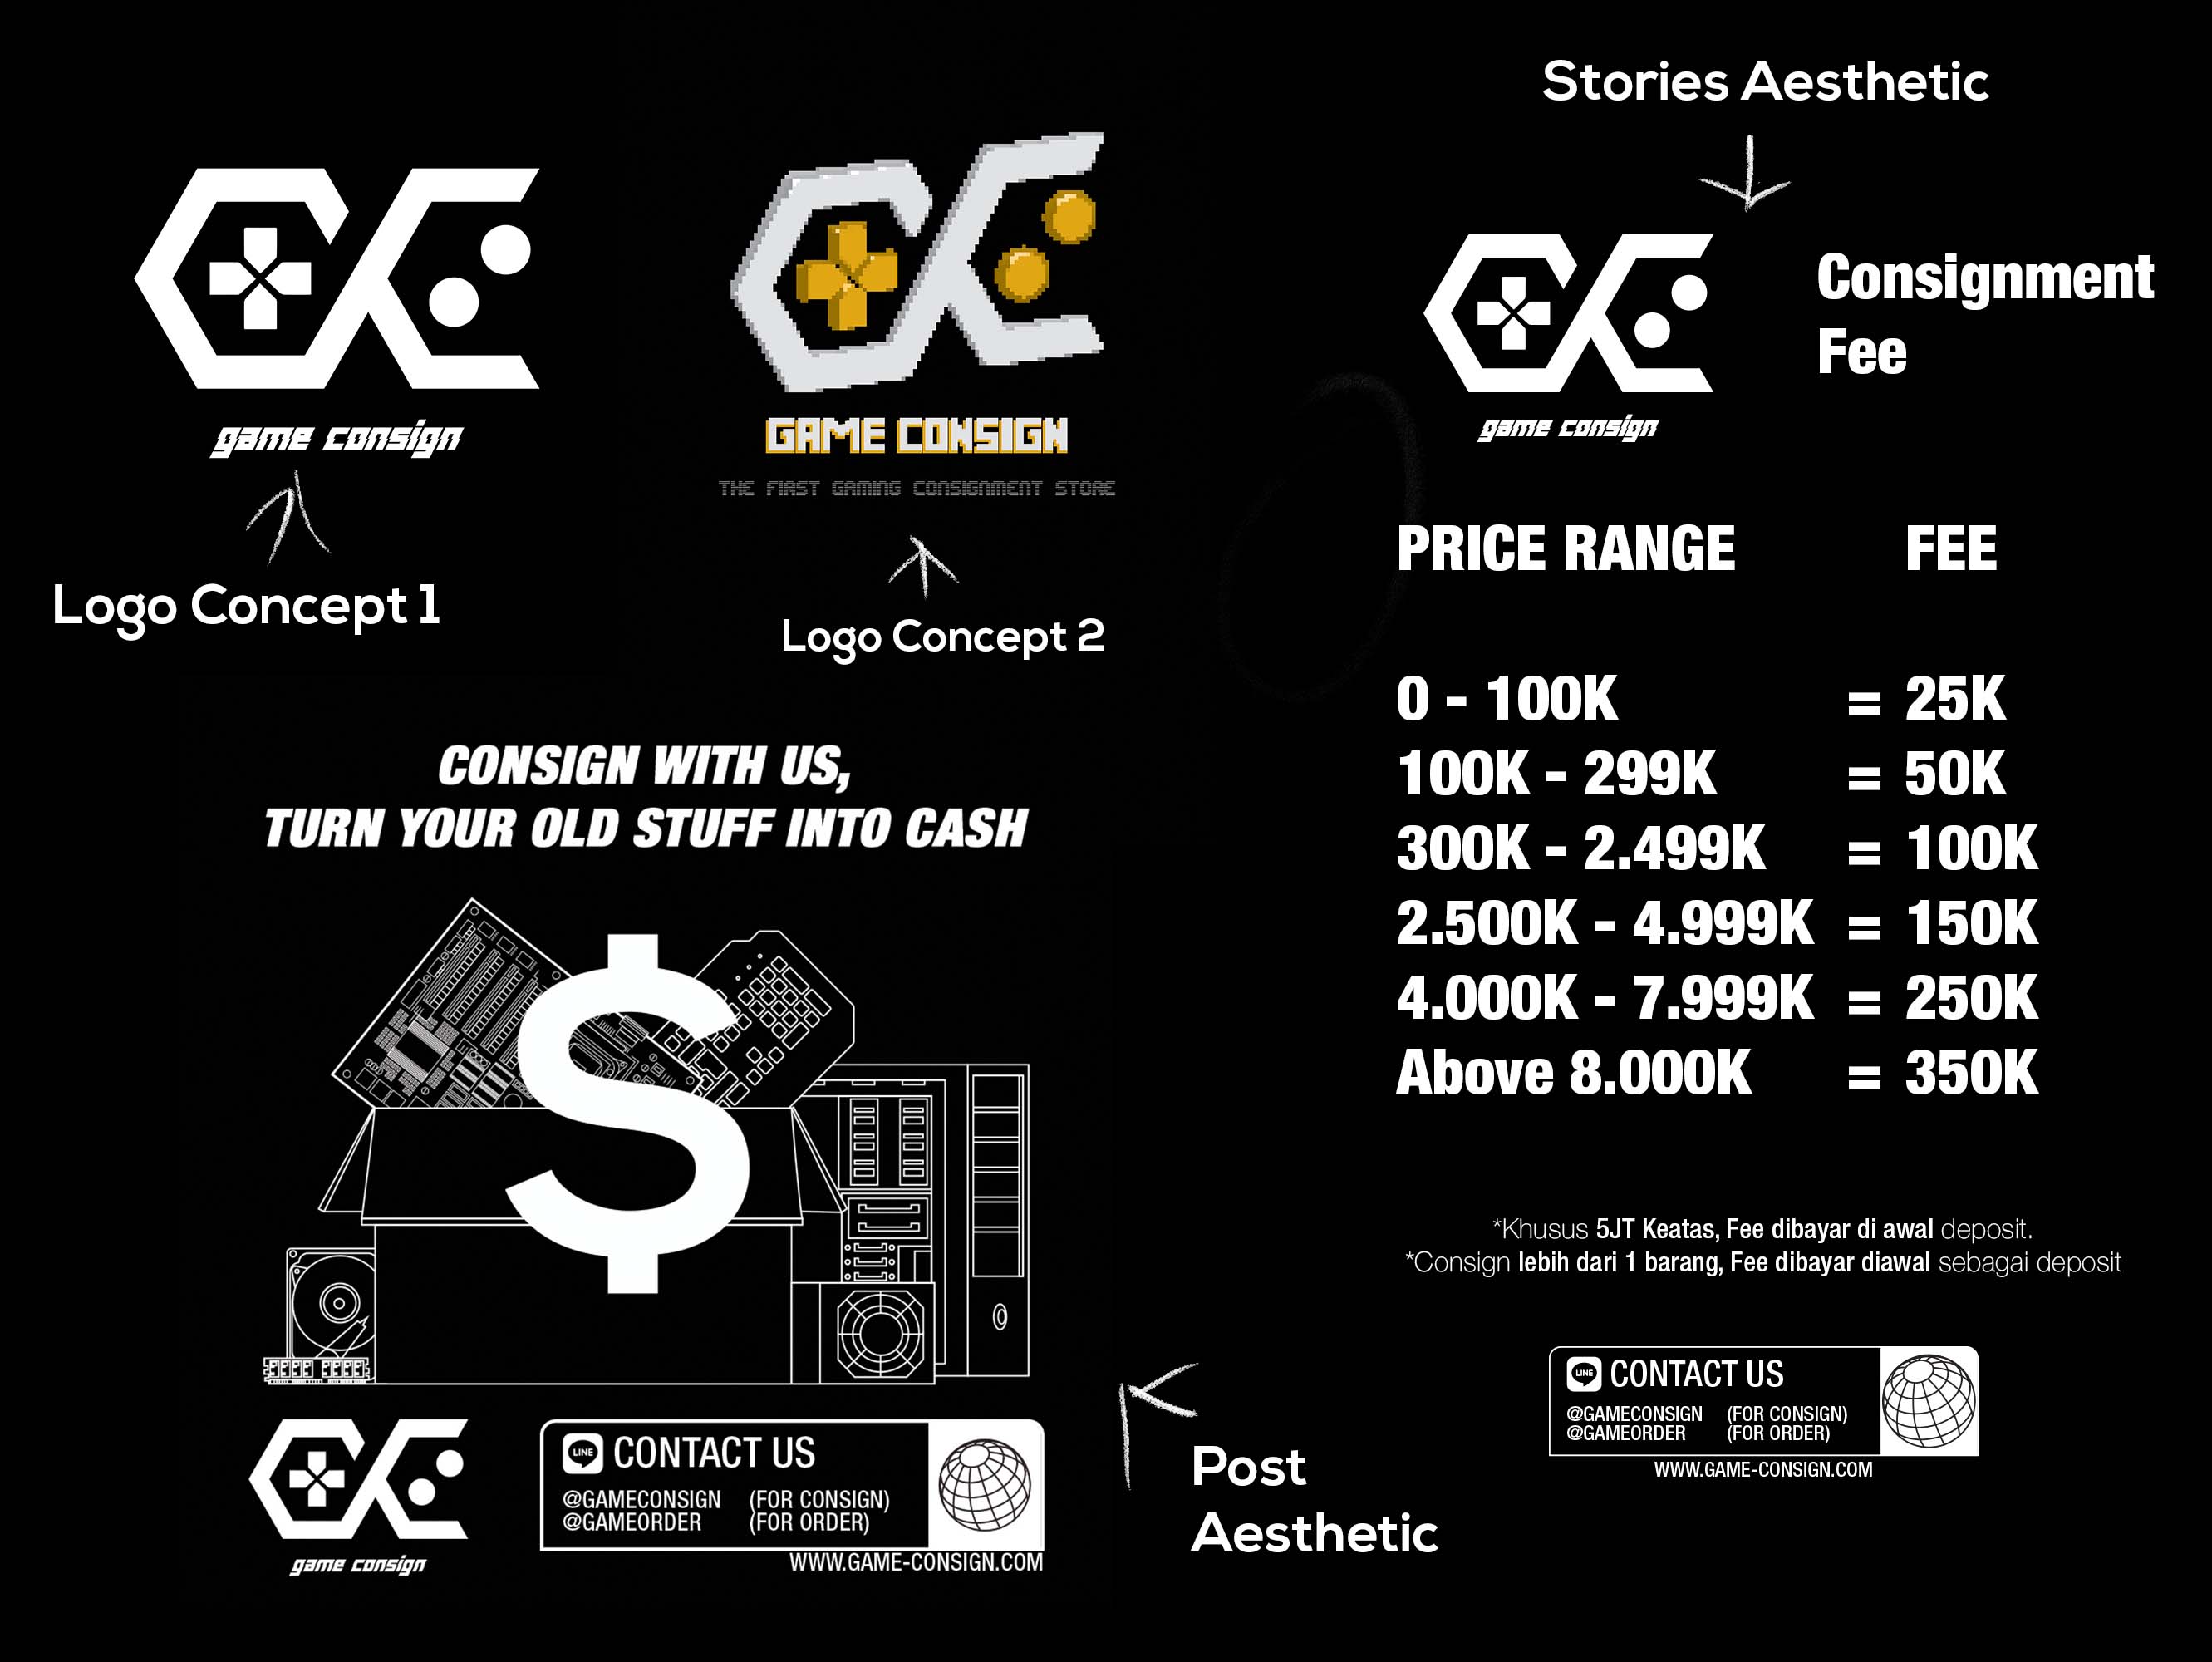 Stories Aesthetic
game consign
Logo Concept 1
GAME CONSIGN
THE FIRST GAMING CONSIGNMENT STORE
Logo Concept 2
game consign
Consignment
Fee
PRICE RANGE FEE
0 - 100K = 25K
100K - 299K = 50K
300K - 2.499K = 100K
2.500K - 4.999K = 150K
4.000K - 7.999K = 250K
Above 8.000K = 350K
*Khusus 5JT Keatas, Fee dibayar di awal deposit.
*Consign lebih dari 1 barang, Fee dibayar diawal sebagai deposit
LINE CONTACT US
@GAMECONSIGN (FOR CONSIGN)
@GAMEORDER (FOR ORDER)
WWW.GAME-CONSIGN.COM
CONSIGN WITH US,
TURN YOUR OLD STUFF INTO CASH
$
game consign
LINE CONTACT US
@GAMECONSIGN (FOR CONSIGN)
@GAMEORDER (FOR ORDER)
WWW.GAME-CONSIGN.COM
Post
Aesthetic